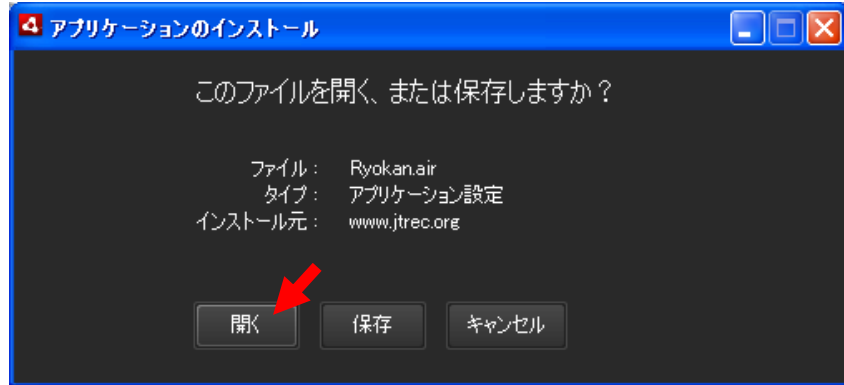 アプリケーションのインストール
このファイルを開く、または保存しますか？
ファイル： Ryokan.air
タイプ： アプリケーション設定
インストール元： www.jtrec.org
開く 保存 キャンセル